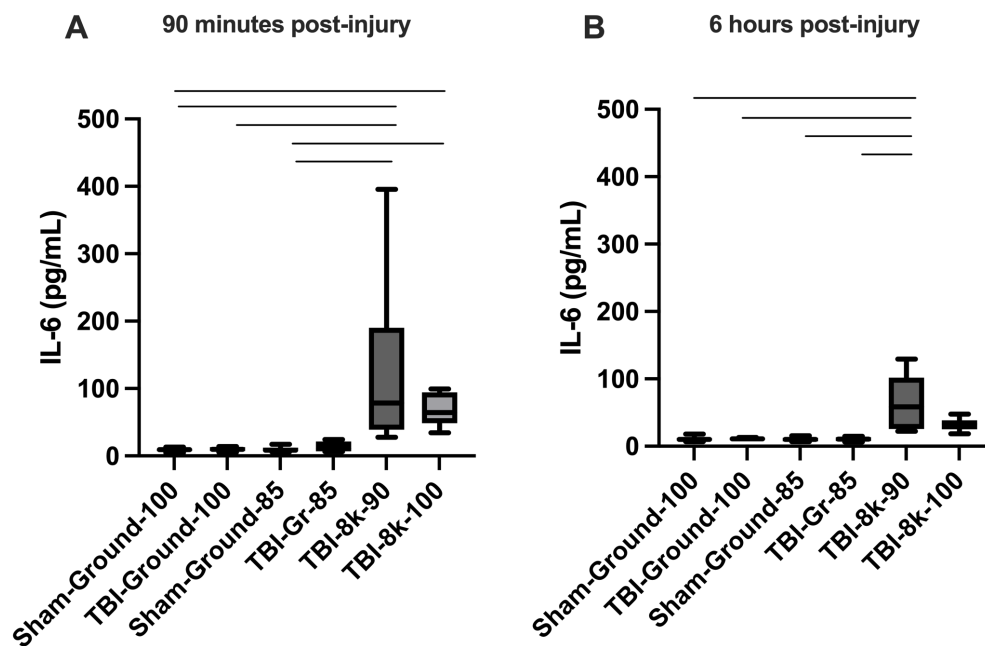 A
90 minutes post-injury
IL-6 (pg/mL)
500
400
300
200
100
0
Sham-Ground-100
TBI-Ground-100
Sham-Ground-85
TBI-Gr-85
TBI-8k-90
TBI-8k-100
B
6 hours post-injury
IL-6 (pg/mL)
500
400
300
200
100
0
Sham-Ground-100
TBI-Ground-100
Sham-Ground-85
TBI-Gr-85
TBI-8k-90
TBI-8k-100